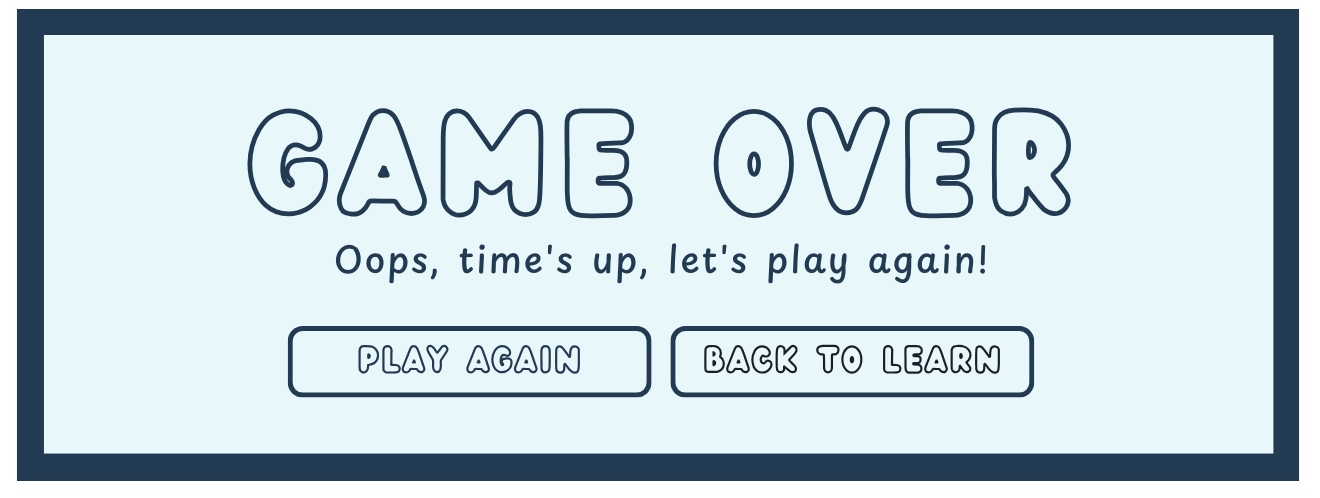 GAME OVER
Oops, time's up, let's play again!
PLAY AGAIN
BACK TO LEARN